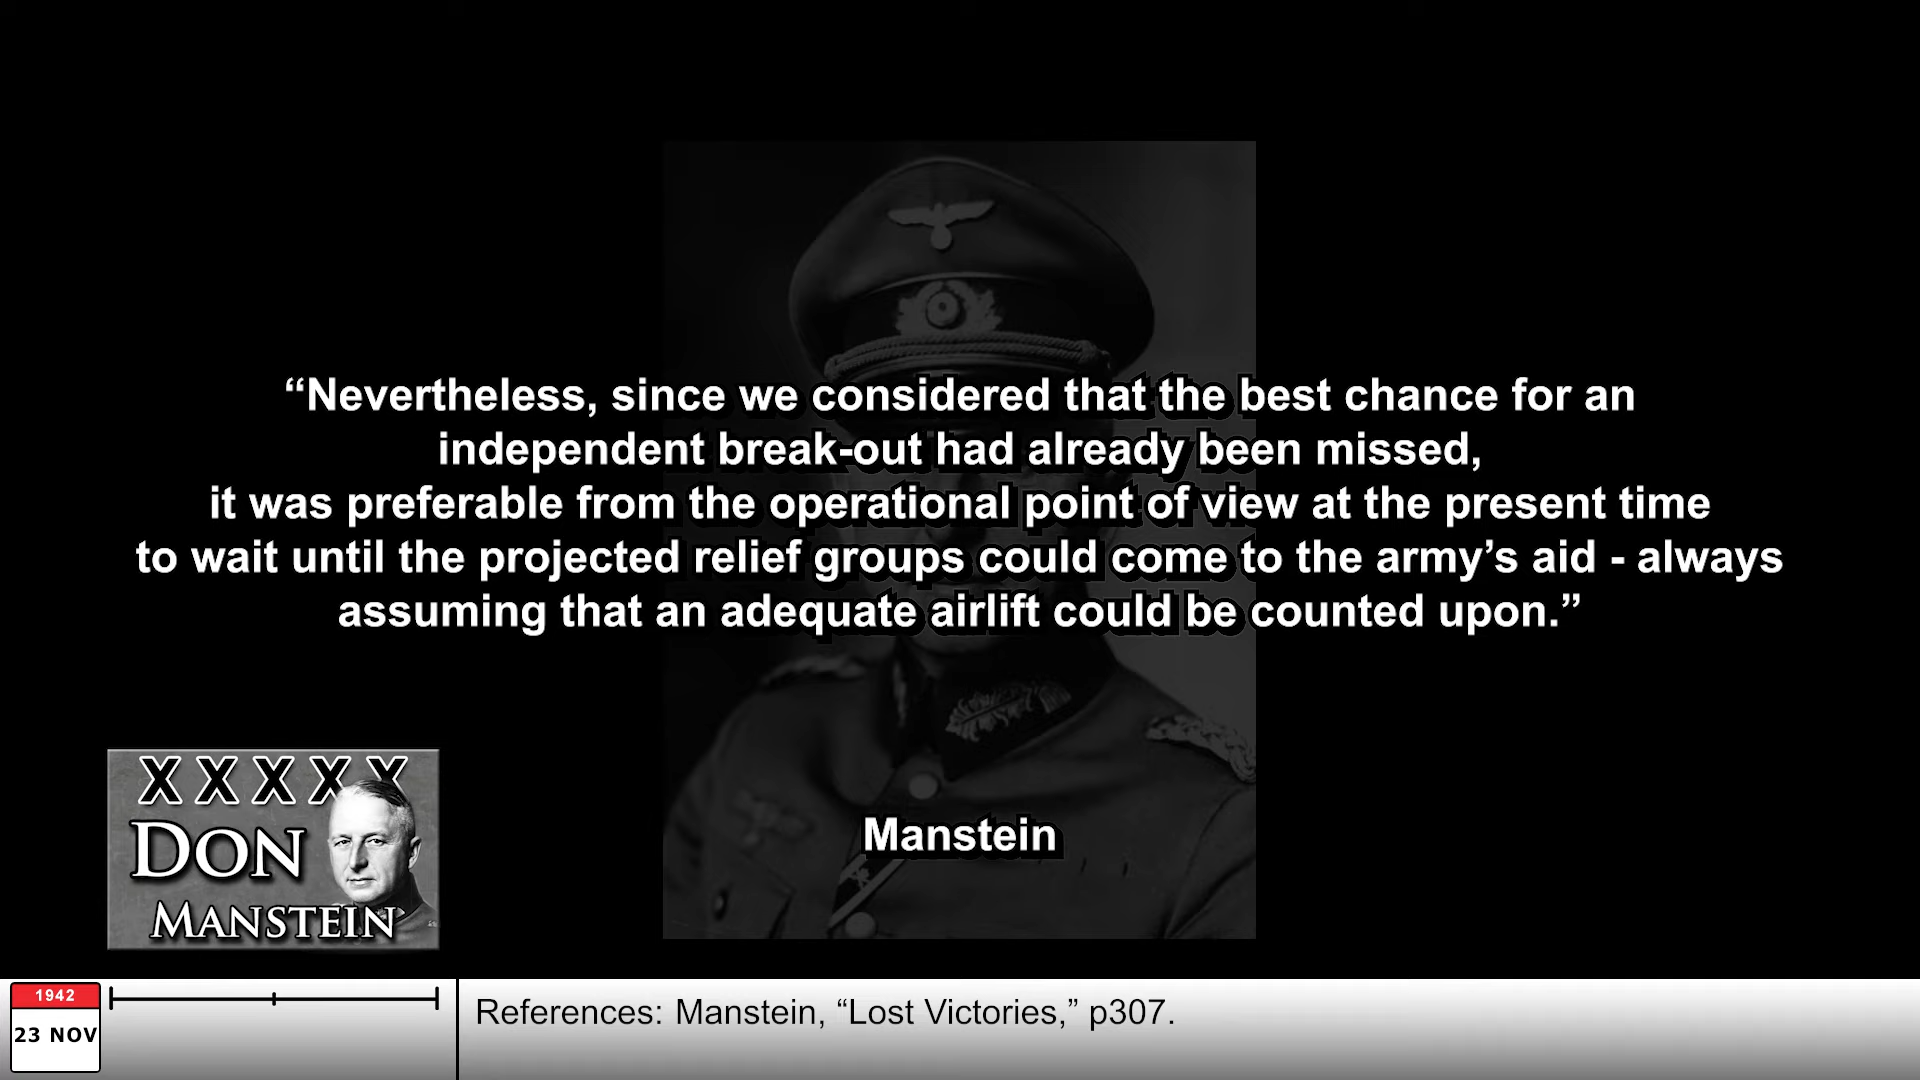 “Nevertheless, since we considered that the best chance for an
independent break-out had already been missed,
it was preferable from the operational point of view at the present time
to wait until the projected relief groups could come to the army’s aid - always
assuming that an adequate airlift could be counted upon.”
Manstein
XXXXX
DON
MANSTEIN
1942
23 NOV
References: Manstein, “Lost Victories,” p307.